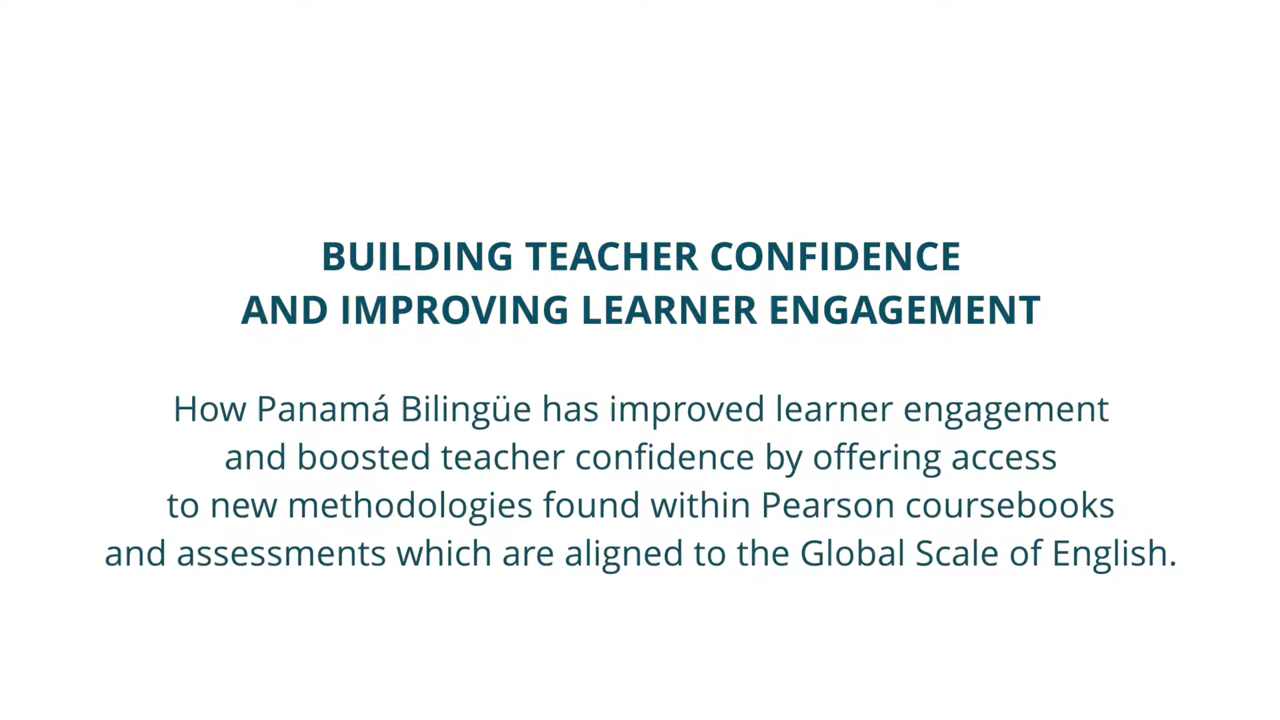 BUILDING TEACHER CONFIDENCE
AND IMPROVING LEARNER ENGAGEMENT
How Panamá Bilingüe has improved learner engagement
and boosted teacher confidence by offering access
to new methodologies found within Pearson coursebooks
and assessments which are aligned to the Global Scale of English.